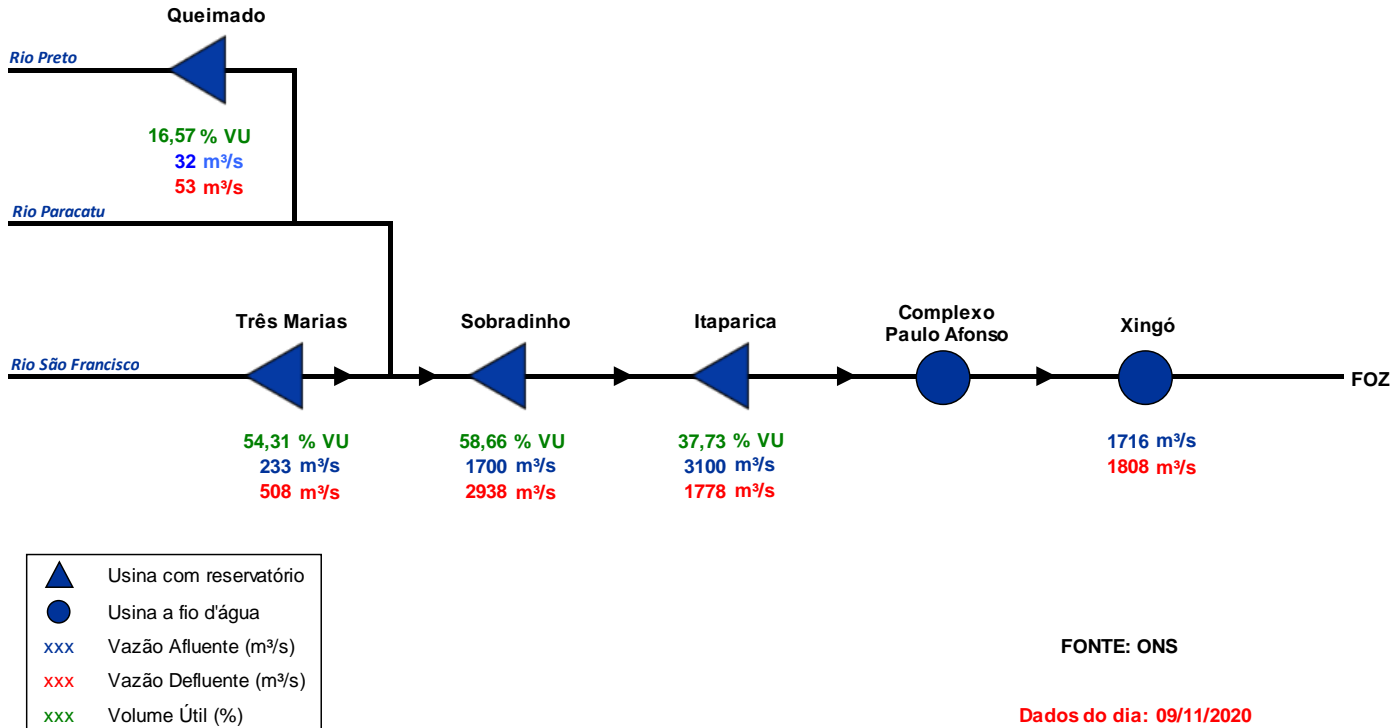 Queimado
Rio Preto
16,57 % VU
32 m³/s
53 m³/s
Rio Paracatu
Três Marias
Sobradinho
Itaparica
Complexo
Paulo Afonso
Xingó
Rio São Francisco
FOZ
54,31 % VU
233 m³/s
508 m³/s
58,66 % VU
1700 m³/s
2938 m³/s
37,73 % VU
3100 m³/s
1778 m³/s
1716 m³/s
1808 m³/s
Usina com reservatório
Usina a fio d'água
xxx Vazão Afluente (m³/s)
xxx Vazão Defluente (m³/s)
xxx Volume Útil (%)
FONTE: ONS
Dados do dia: 09/11/2020